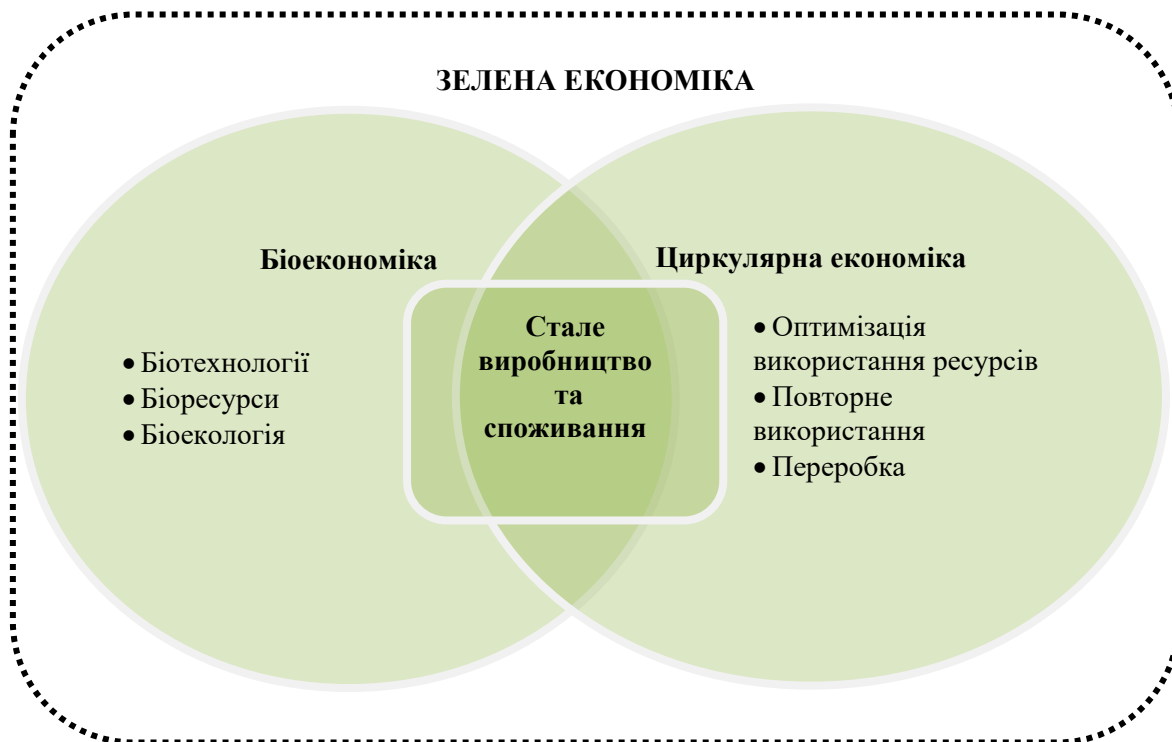 ЗЕЛЕНА ЕКОНОМІКА
Біоекономіка
• Біотехнології
• Біоресурси
• Біоекологія
Стале
виробництво
та
споживання
Циркулярна економіка
• Оптимізація
використання ресурсів
• Повторне
використання
• Переробка